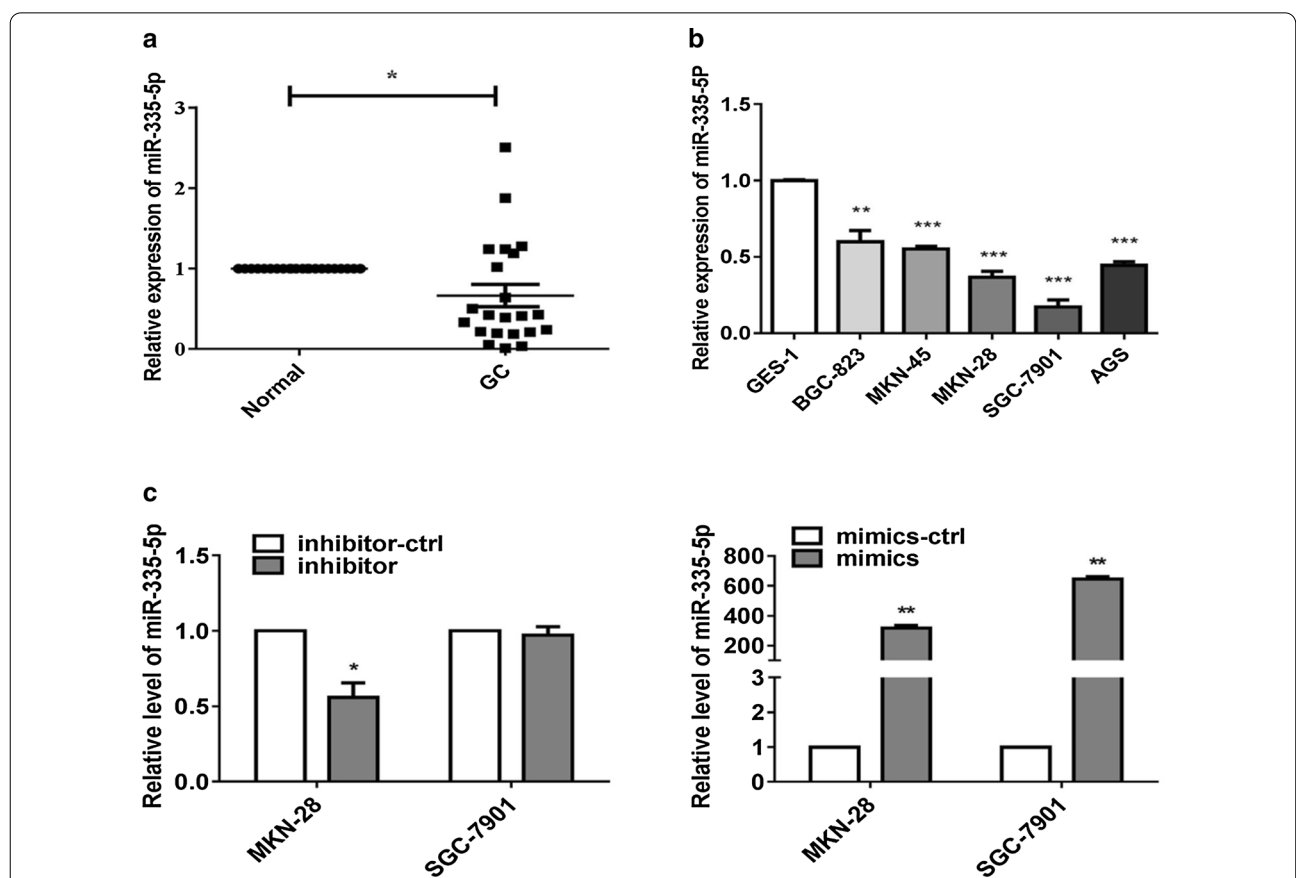 a
*
Relative expression of miR-335-5p
3
2
1
0
Normal
GC
b
Relative expression of miR-335-5P
1.5
1.0
0.5
0.0
**
***
***
***
***
GES-1
BGC-823
MKN-45
MKN-28
SGC-7901
AGS
c
Relative level of miR-335-5p
inhibitor-ctrl
inhibitor
1.5
1.0
0.5
0.0
*
MKN-28
SGC-7901
Relative level of miR-335-5p
mimics-ctrl
mimics
800
600
400
200
3
2
1
0
**
**
MKN-28
SGC-7901